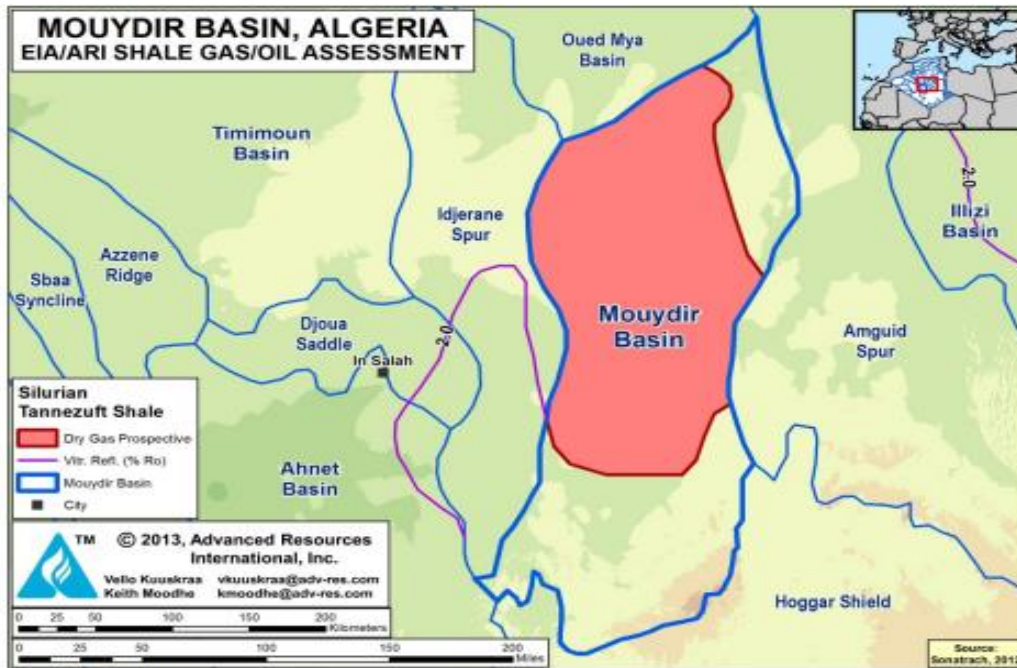 MOUYDIR BASIN, ALGERIA
EIA/ARI SHALE GAS/OIL ASSESSMENT
Oued Mya
Basin
Timimoun
Basin
2.0
Illizi
Basin
Idjerane
Spur
Azzene
Ridge
Sbaa
Syncline
Mouydir
Basin
Djoua
Saddle
2.0
Amguid
Spur
In Salah
Silurian
Tannezuft Shale
Dry Gas Prospective
Vitr. Refl. (% Ro)
Mouydir Basin
City
Ahnet
Basin
TM
© 2013, Advanced Resources
International, Inc.
Vello Kuuskraa vkuuskraa@adv-res.com
Keith Moodhe kmoodhe@adv-res.com
Hoggar Shield
0 25 50 100 150 200
Kilometers
0 25 50 100 150 200
Miles
Source:
Sonatrach, 2013